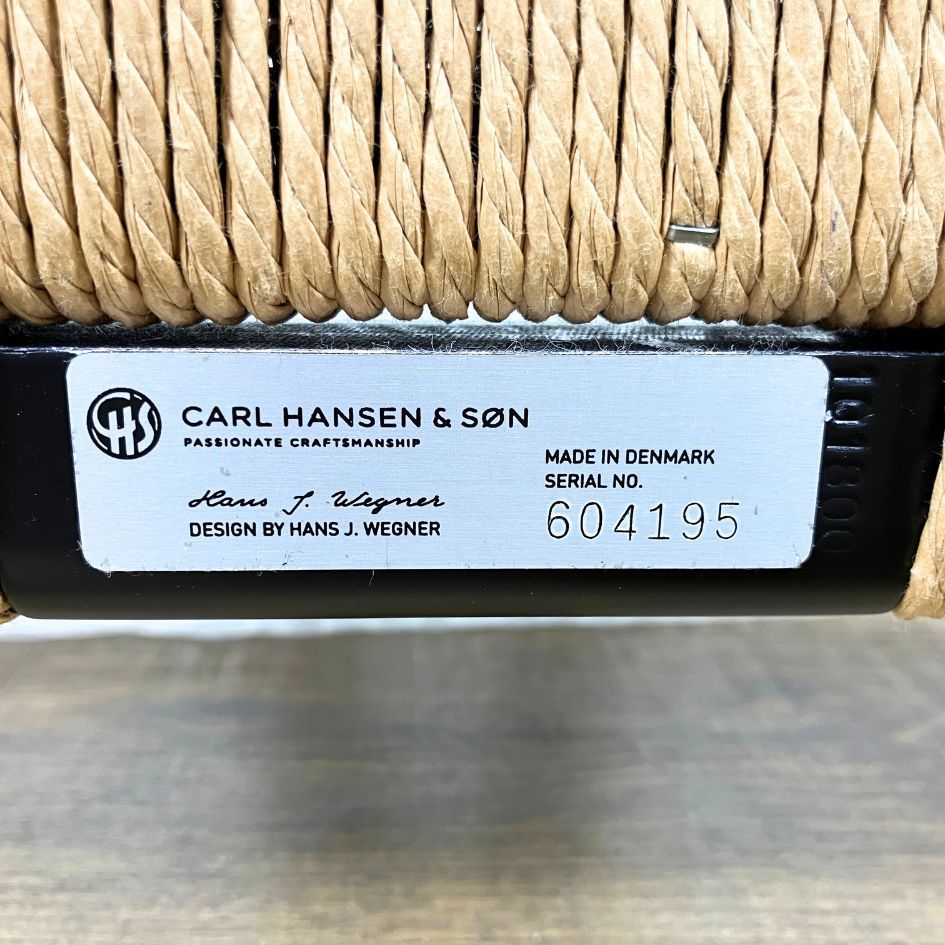 CHS
CARL HANSEN & SØN
PASSIONATE CRAFTSMANSHIP
Hans J. Wegner
DESIGN BY HANS J. WEGNER
MADE IN DENMARK
SERIAL NO.
604195